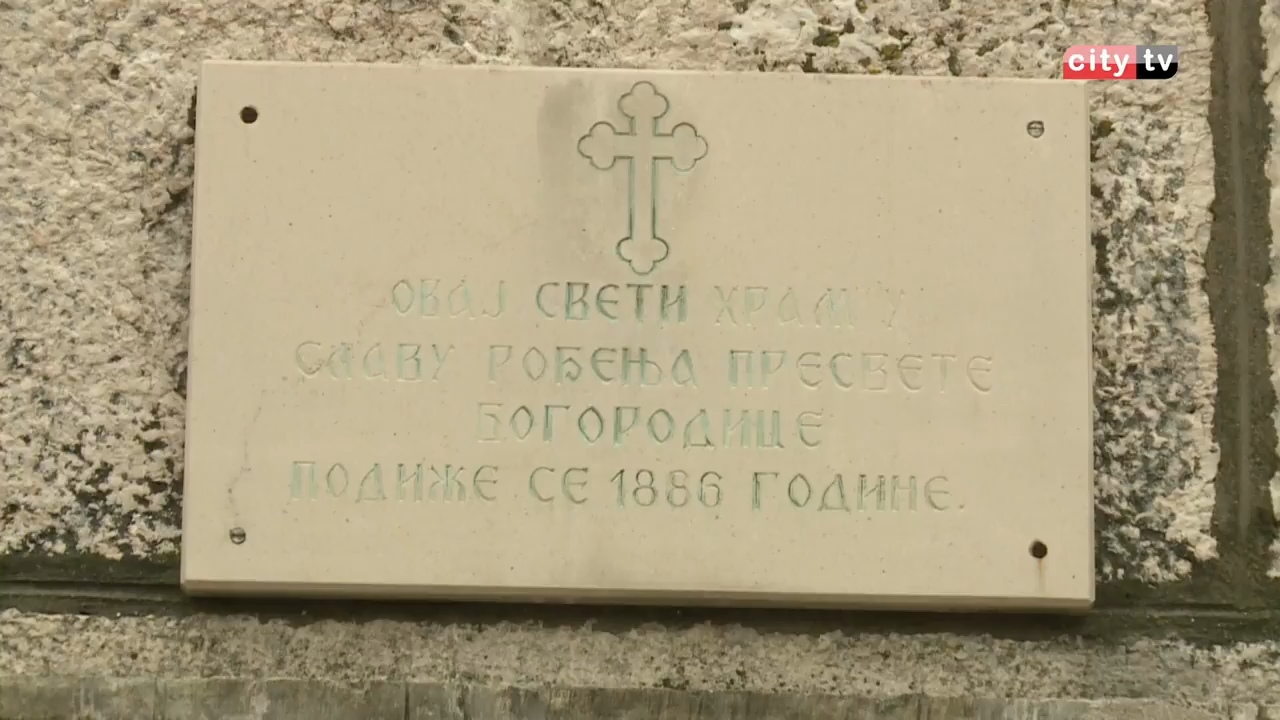 city tv
ОВАЈ СВЕТИ ХРАМ У
СЛАВУ РОЂЕЊА ПРЕСВЕТЕ
БОГОРОДИЦЕ
ПОДИЖЕ СЕ 1886 ГОДИНЕ.